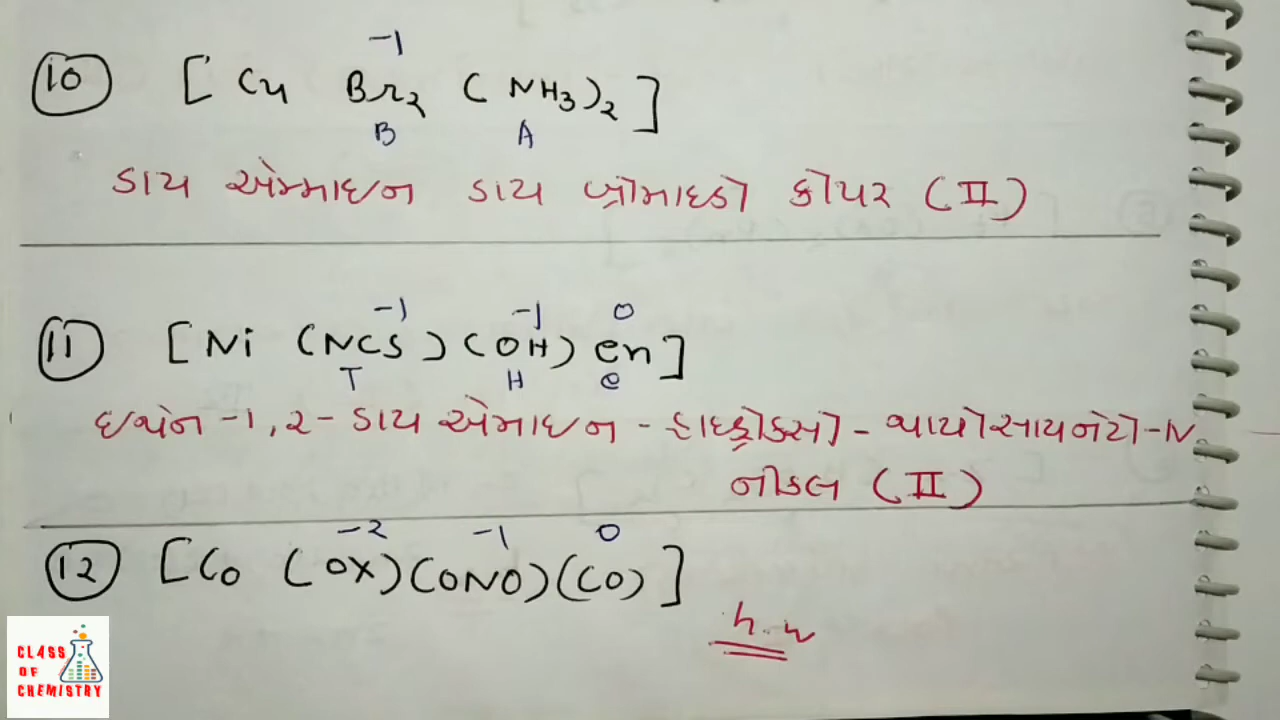 -1
(10) [ Cu Br₂ ( NH₃ )₂ ]
B A
ડાય એમ્માઇન ડાય બ્રોમાઇડો કોપર (II)
-1 -1 0
(11) [ Ni (NCS) (OH) en ]
T H e
ઇથેન -1,૨- ડાય એમાઇન - હાઇડ્રોક્સો - થાયોસાયનેટો -N
નીકલ (II)
-2 -1 0
(12) [ Co (OX) (ONO) (CO) ]
h.w
CLASS
OF
CHEMISTRY